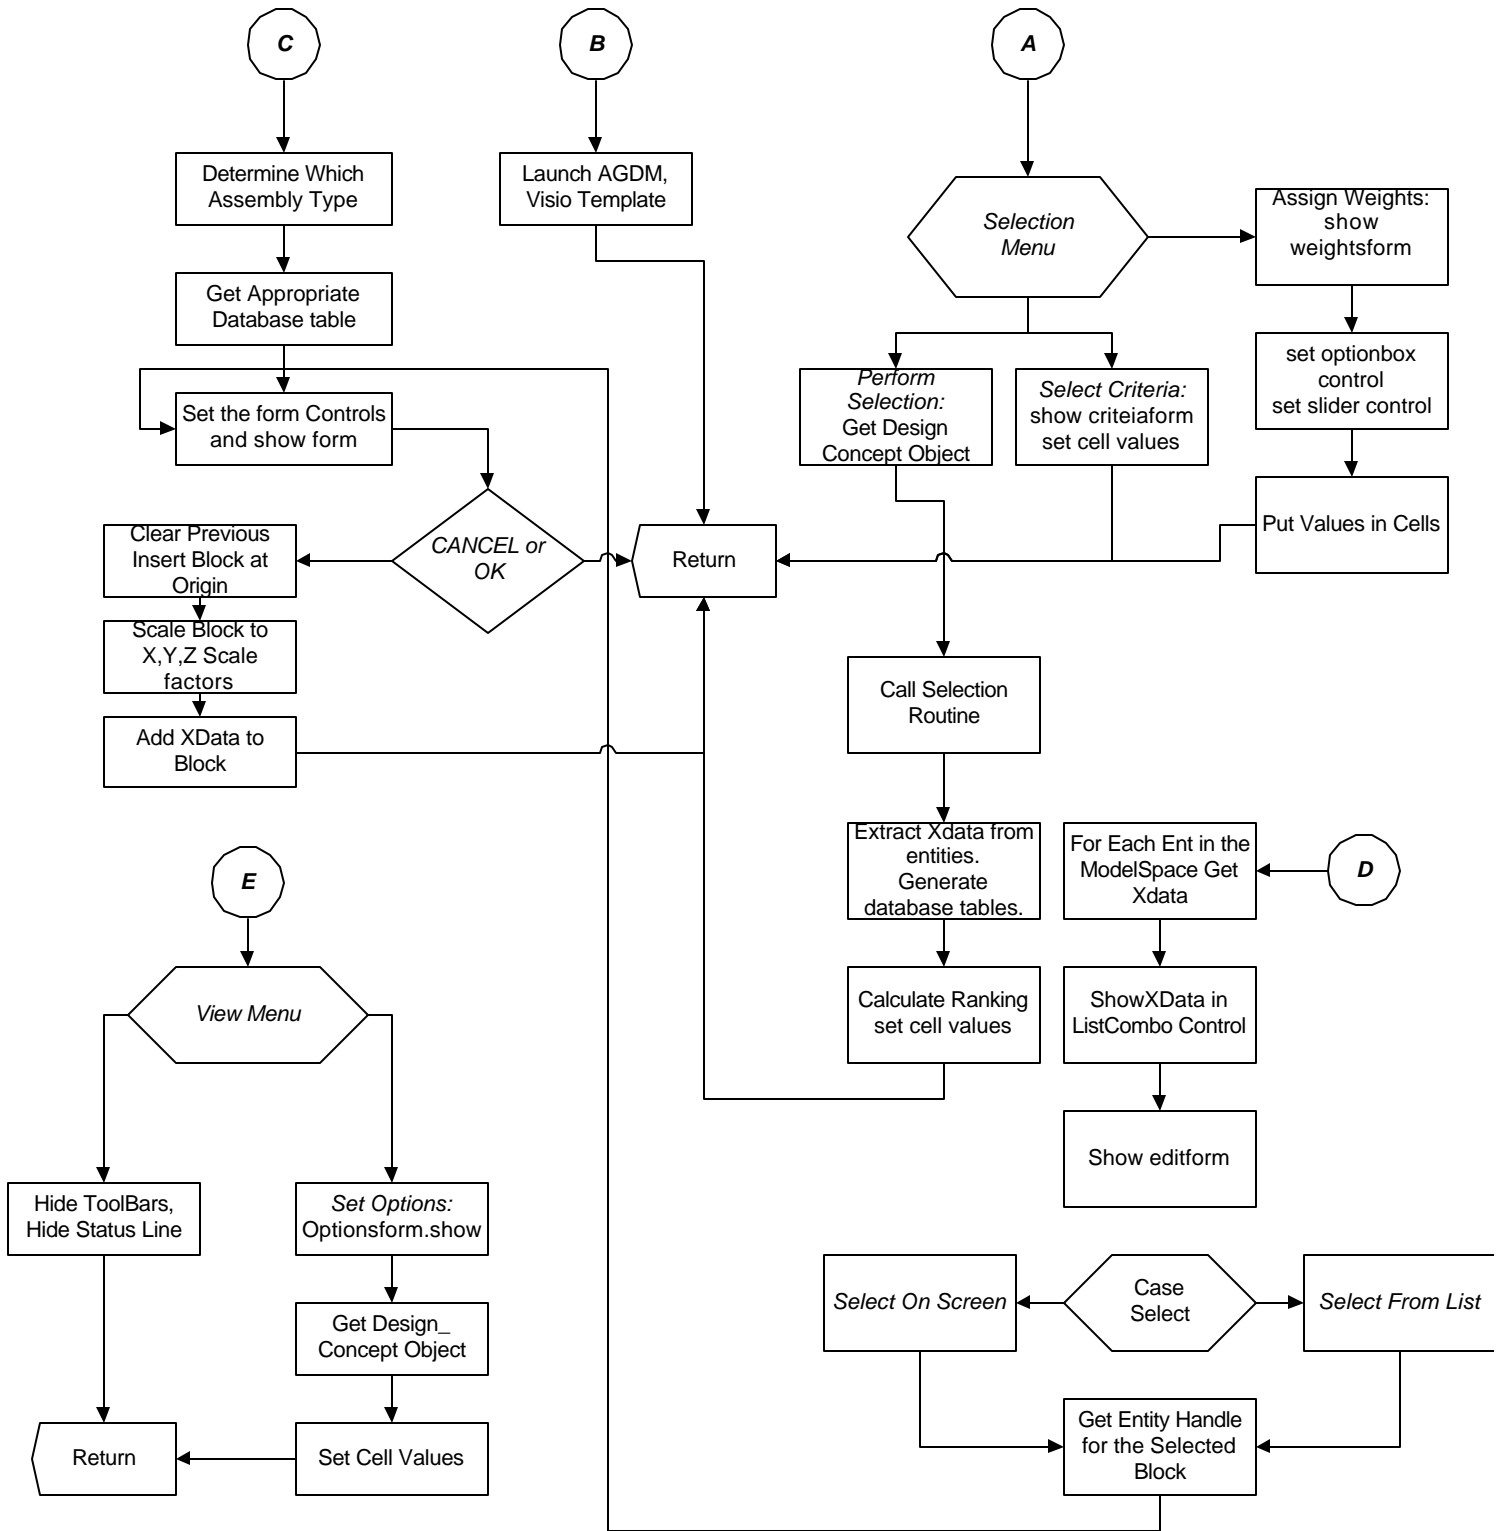 C
B
A
Determine Which
Assembly Type
Launch AGDM,
Visio Template
Selection
Menu
Assign Weights:
show
weightsform
Get Appropriate
Database table
set optionbox
control
set slider control
Perform
Selection:
Get Design
Concept Object
Select Criteria:
show criteiaform
set cell values
Set the form Controls
and show form
Put Values in Cells
Clear Previous
Insert Block at
Origin
CANCEL or
OK
Return
Scale Block to
X,Y,Z Scale
factors
Call Selection
Routine
Add XData to
Block
Extract Xdata from
entities.
Generate
database tables.
For Each Ent in the
ModelSpace Get
Xdata
D
E
View Menu
Calculate Ranking
set cell values
ShowXData in
ListCombo Control
Show editform
Hide ToolBars,
Hide Status Line
Set Options:
Optionsform.show
Select On Screen
Case
Select
Select From List
Get Design_
Concept Object
Return
Set Cell Values
Get Entity Handle
for the Selected
Block